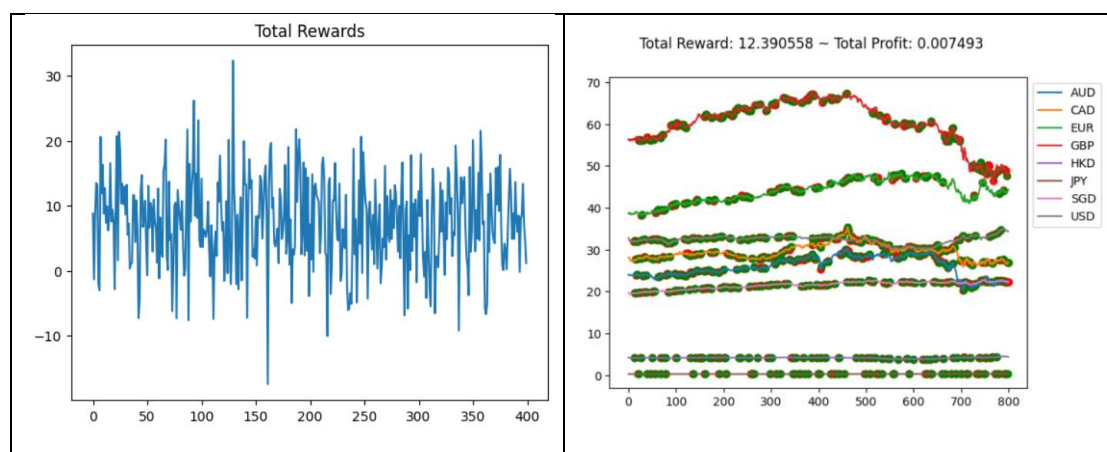 Total Rewards
30
20
10
0
−10
0 50 100 150 200 250 300 350 400
Total Reward: 12.390558 ~ Total Profit: 0.007493
70
60
50
40
30
20
10
0
0 100 200 300 400 500 600 700 800
AUD
CAD
EUR
GBP
HKD
JPY
SGD
USD